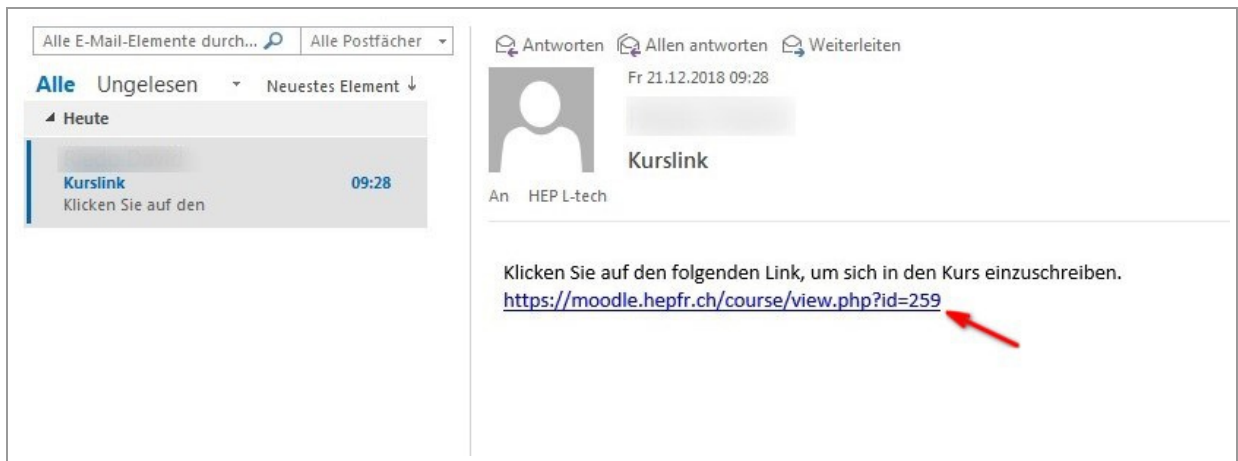 Alle E-Mail-Elemente durch... Alle Postfächer
Alle Ungelesen Neuestes Element
Heute
Kurslink 09:28
Klicken Sie auf den
Antworten Allen antworten Weiterleiten
Fr 21.12.2018 09:28
Kurslink
An HEP L-tech
Klicken Sie auf den folgenden Link, um sich in den Kurs einzuschreiben.
https://moodle.hepfr.ch/course/view.php?id=259